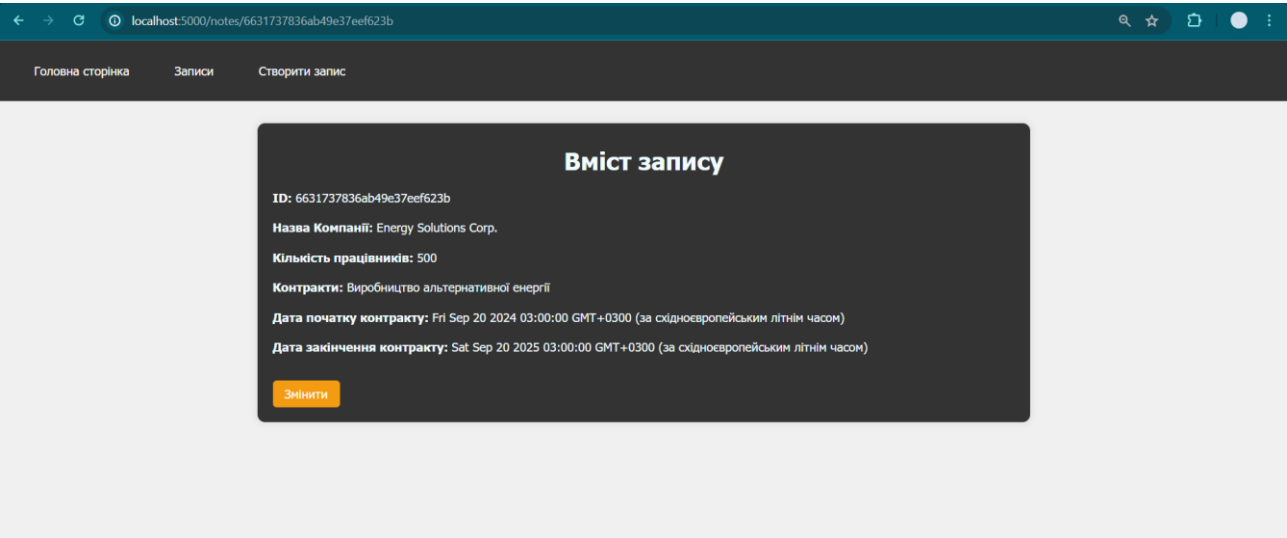 localhost:5000/notes/6631737836ab49e37eef623b
Головна сторінка Записи Створити запис
Вміст запису
ID: 6631737836ab49e37eef623b
Назва Компанії: Energy Solutions Corp.
Кількість працівників: 500
Контракти: Виробництво альтернативної енергії
Дата початку контракту: Fri Sep 20 2024 03:00:00 GMT+0300 (за східноєвропейським літнім часом)
Дата закінчення контракту: Sat Sep 20 2025 03:00:00 GMT+0300 (за східноєвропейським літнім часом)
Змінити